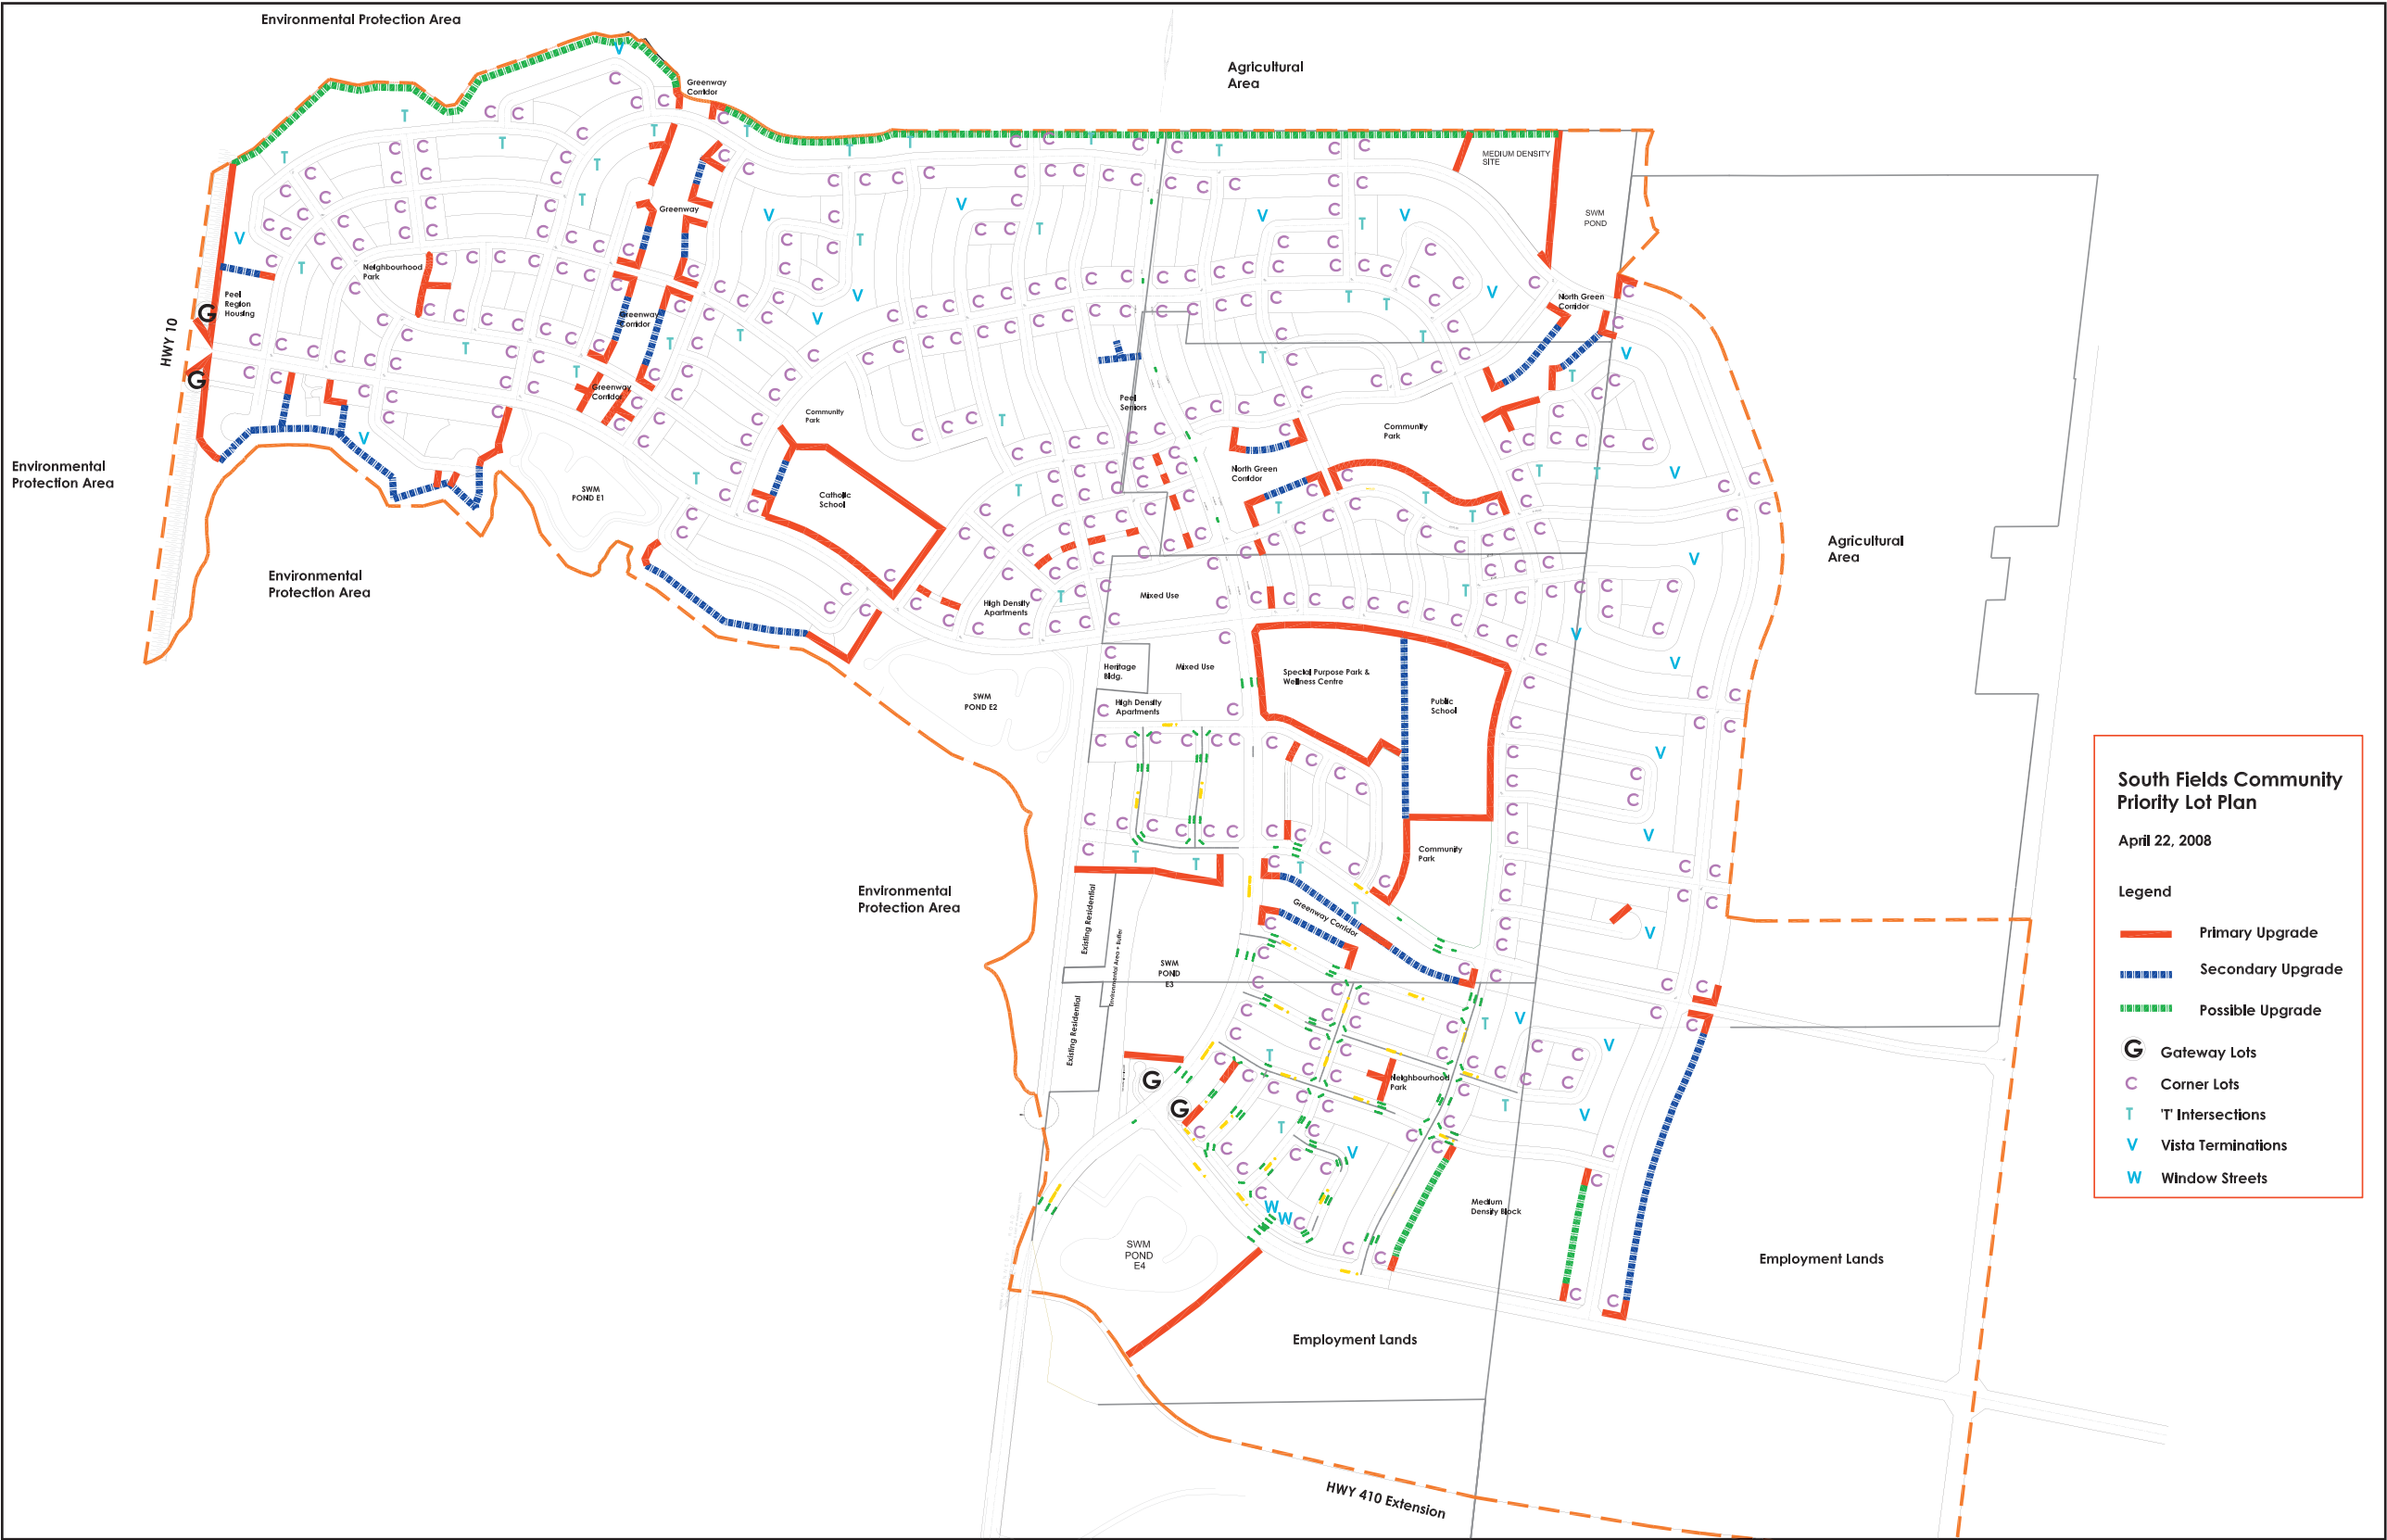 Environmental Protection Area
Agricultural
Area
Greenway
Corridor
MEDIUM DENSITY
SITE
SWM
POND
Greenway
Neighbourhood
Park
Peel
Region
Housing
G
HWY 10
G
Greenway
Corridor
Greenway
Corridor
North Green
Corridor
Peel
Seniors
Community
Park
Community
Park
North Green
Corridor
Environmental
Protection Area
SWM
POND E1
Catholic
School
Agricultural
Area
Environmental
Protection Area
High Density
Apartments
Mixed Use
Heritage
Bldg.
Mixed Use
Special Purpose Park &
Wellness Centre
SWM
POND E2
High Density
Apartments
Public
School
Community
Park
Environmental
Protection Area
Existing Residential
Environmental Area + Buffer
Greenway Corridor
SWM
POND
E3
Existing Residential
G
G
Neighbourhood
Park
Medium
Density Block
W
W
SWM
POND
E4
Employment Lands
Employment Lands
HWY 410 Extension
South Fields Community
Priority Lot Plan
April 22, 2008
Legend
Primary Upgrade
Secondary Upgrade
Possible Upgrade
G Gateway Lots
C Corner Lots
T 'T' Intersections
V Vista Terminations
W Window Streets